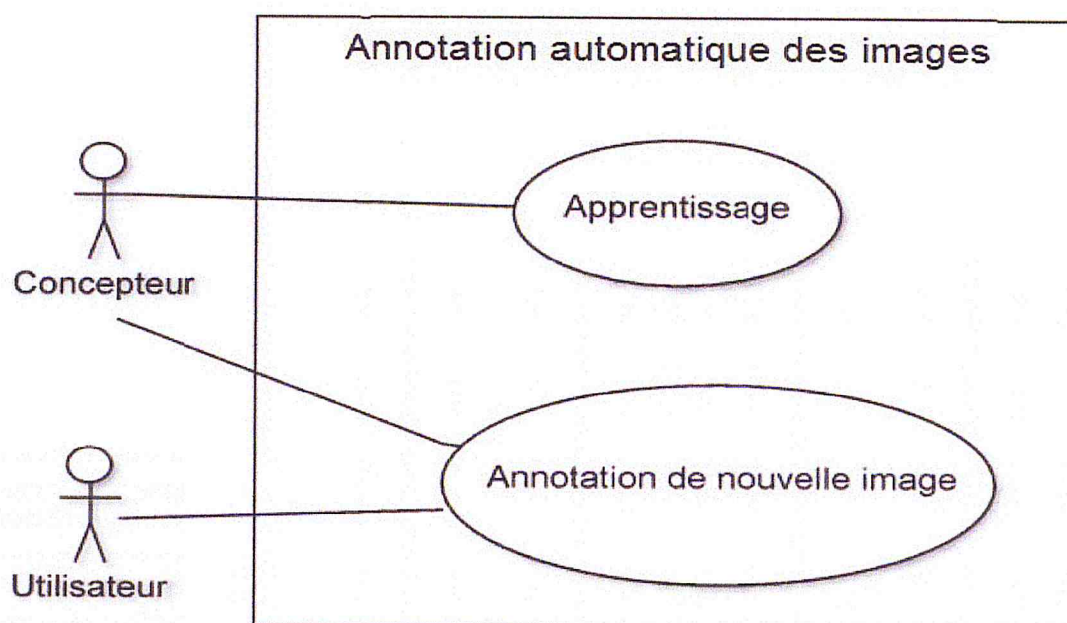 Annotation automatique des images
Apprentissage
Concepteur
Annotation de nouvelle image
Utilisateur